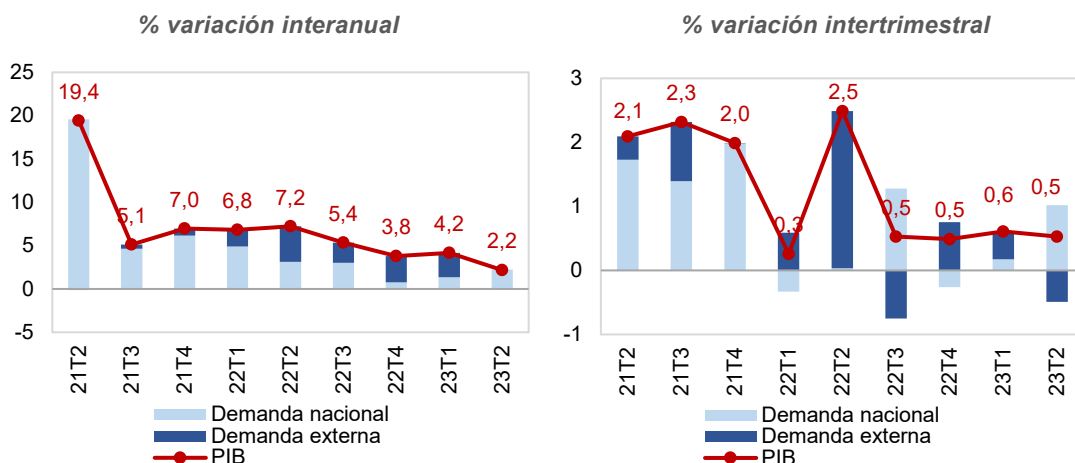 % variación interanual
25
20
15
10
5
0
-5
19,4
5,1
7,0
6,8
7,2
5,4
3,8
4,2
2,2
21T2
21T3
21T4
22T1
22T2
22T3
22T4
23T1
23T2
Demanda nacional
Demanda externa
PIB
% variación intertrimestral
3
2
1
0
-1
2,1
2,3
2,0
0,3
2,5
0,5
0,5
0,6
0,5
21T2
21T3
21T4
22T1
22T2
22T3
22T4
23T1
23T2
Demanda nacional
Demanda externa
PIB